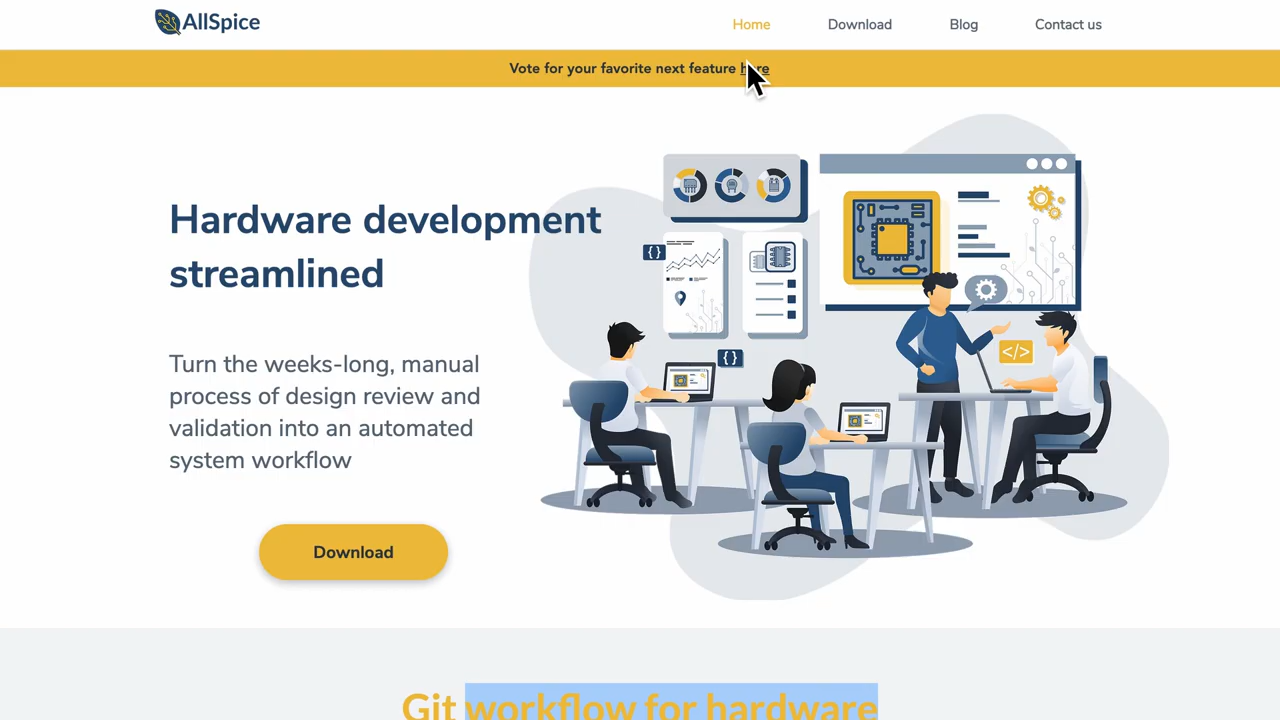 AllSpice
Home Download Blog Contact us
Vote for your favorite next feature here
Hardware development
streamlined
{}
{}
</>
Turn the weeks-long, manual
process of design review and
validation into an automated
system workflow
Download
Git workflow for hardware